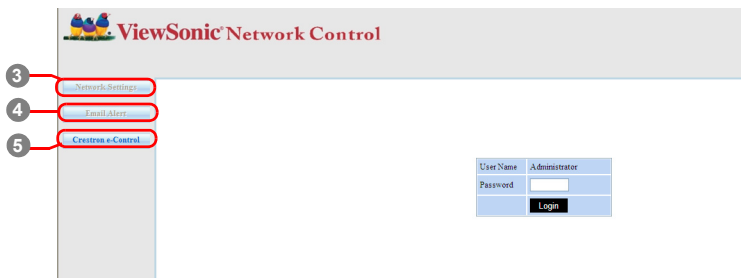 ViewSonic® Network Control
3
Network Settings
4
Email Alert
5
Crestron e-Control
User Name Administrator
Password
Login